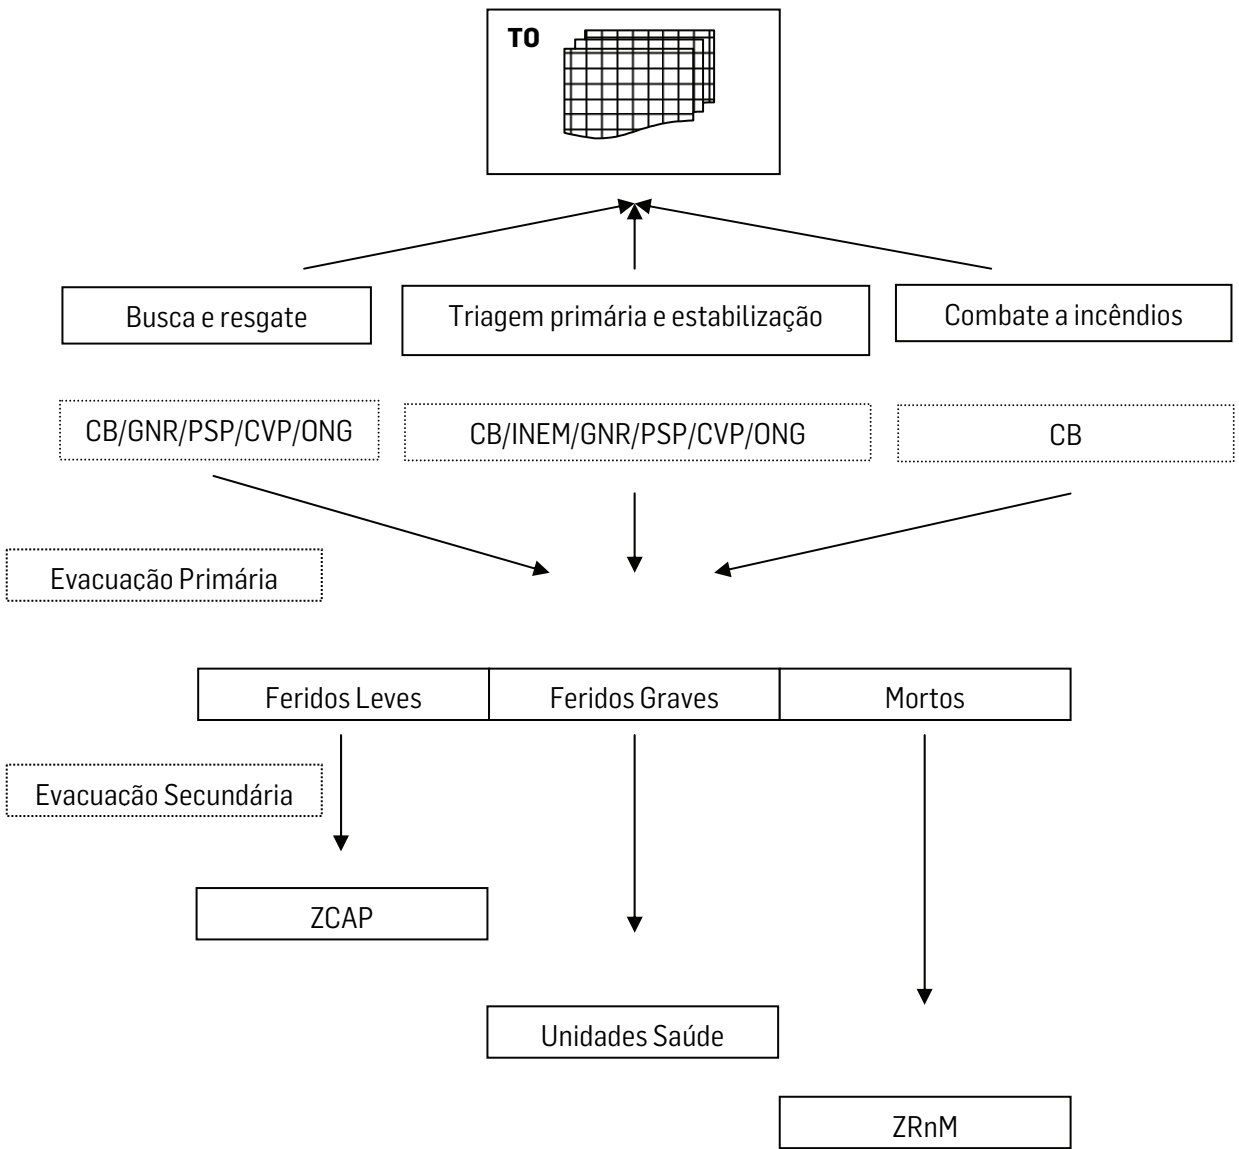 TO
Busca e resgate
Triagem primária e estabilização
Combate a incêndios
CB/GNR/PSP/CVP/ONG
CB/INEM/GNR/PSP/CVP/ONG
CB
Evacuação Primária
Feridos Leves
Feridos Graves
Mortos
Evacuacão Secundária
ZCAP
Unidades Saúde
ZRnM